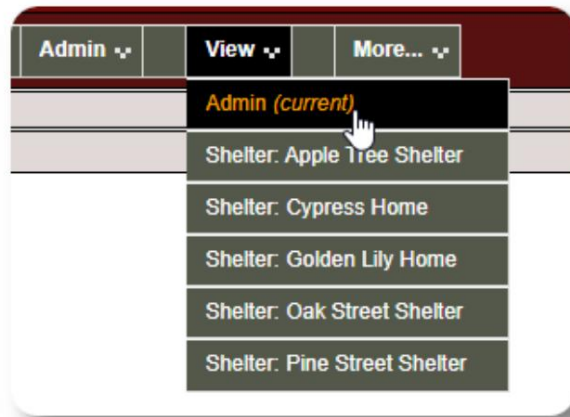 Admin View More...
Admin (current)
Shelter: Apple Tree Shelter
Shelter: Cypress Home
Shelter: Golden Lily Home
Shelter: Oak Street Shelter
Shelter: Pine Street Shelter